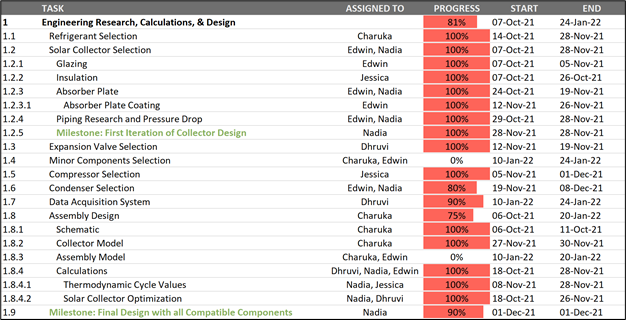 TASK ASSIGNED TO PROGRESS START END
1 Engineering Research, Calculations, & Design 81% 07-Oct-21 24-Jan-22
1.1 Refrigerant Selection Charuka 100% 14-Oct-21 28-Nov-21
1.2 Solar Collector Selection Edwin, Nadia 100% 07-Oct-21 28-Nov-21
1.2.1 Glazing Edwin 100% 07-Oct-21 05-Nov-21
1.2.2 Insulation Jessica 100% 07-Oct-21 26-Oct-21
1.2.3 Absorber Plate Edwin, Nadia 100% 24-Oct-21 19-Nov-21
1.2.3.1 Absorber Plate Coating Edwin 100% 12-Nov-21 26-Nov-21
1.2.4 Piping Research and Pressure Drop Edwin, Nadia 100% 29-Oct-21 28-Nov-21
1.2.5 Milestone: First Iteration of Collector Design Nadia 100% 28-Nov-21 28-Nov-21
1.3 Expansion Valve Selection Dhruvi 100% 12-Nov-21 19-Nov-21
1.4 Minor Components Selection Charuka, Edwin 0% 10-Jan-22 24-Jan-22
1.5 Compressor Selection Jessica 100% 05-Nov-21 01-Dec-21
1.6 Condenser Selection Edwin, Nadia 80% 19-Nov-21 08-Dec-21
1.7 Data Acquisition System Dhruvi 90% 10-Jan-22 24-Jan-22
1.8 Assembly Design Charuka 75% 06-Oct-21 20-Jan-22
1.8.1 Schematic Charuka 100% 06-Oct-21 11-Oct-21
1.8.2 Collector Model Charuka 100% 27-Nov-21 30-Nov-21
1.8.3 Assembly Model Charuka, Edwin 0% 10-Jan-22 20-Jan-22
1.8.4 Calculations Dhruvi, Nadia, Edwin 100% 18-Oct-21 28-Nov-21
1.8.4.1 Thermodynamic Cycle Values Nadia, Jessica 100% 08-Nov-21 28-Nov-21
1.8.4.2 Solar Collector Optimization Nadia, Dhruvi 100% 18-Oct-21 26-Nov-21
1.9 Milestone: Final Design with all Compatible Components Nadia 90% 01-Dec-21 01-Dec-21